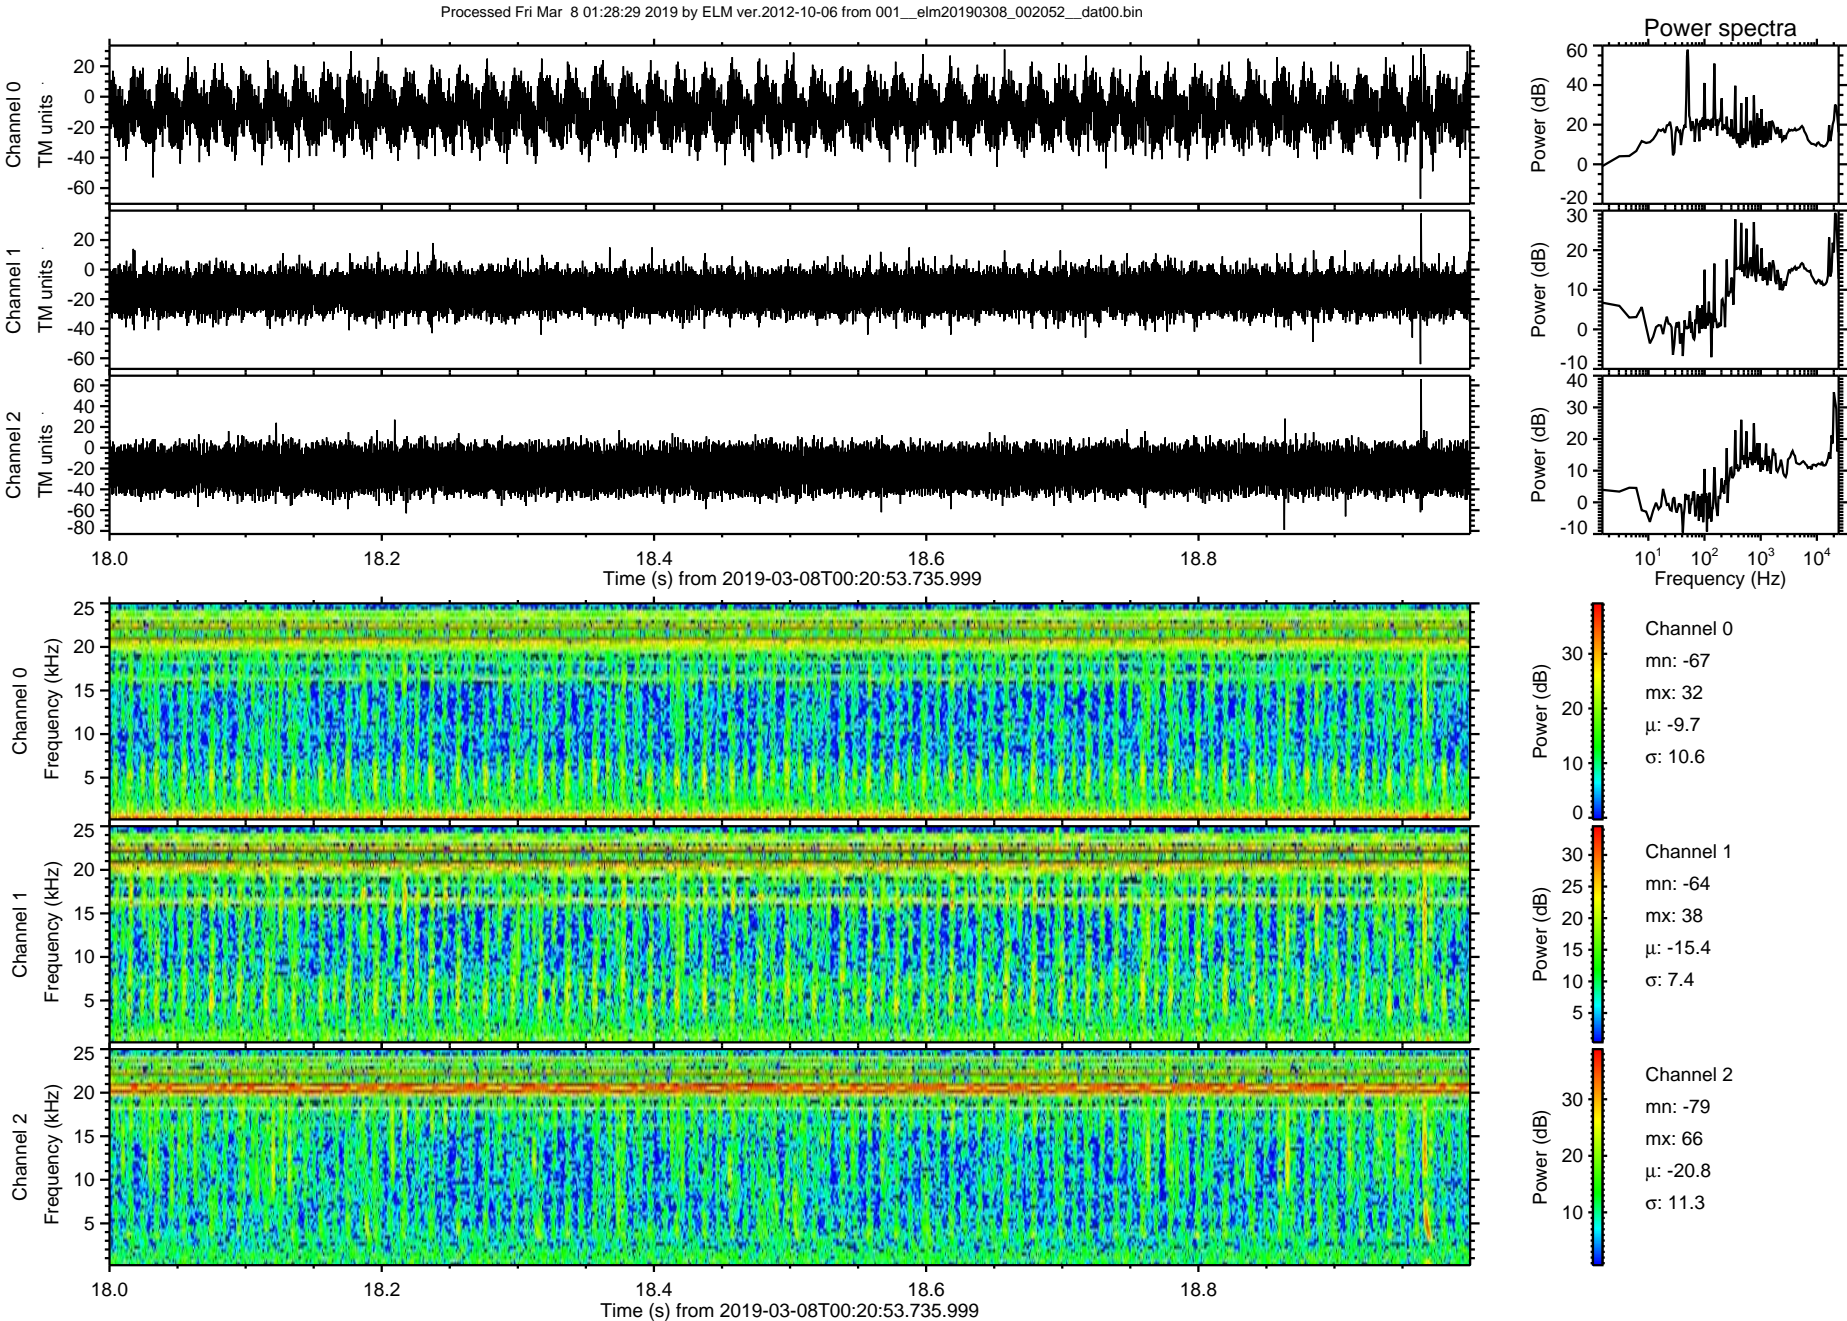 Processed Fri Mar  8 01:28:29 2019 by ELM ver.2012-10-06 from 001__elm20190308_002052__dat00.bin
Power spectra
Channel 0
TM units
20
0
-20
-40
-60
Power (dB)
60
40
20
0
-20
Channel 1
TM units
20
0
-20
-40
-60
Power (dB)
30
20
10
0
-10
Channel 2
TM units
60
40
20
0
-20
-40
-60
-80
Power (dB)
40
30
20
10
0
-10
18.0 18.2 18.4 18.6 18.8
Time (s) from 2019-03-08T00:20:53.735.999
10^1 10^2 10^3 10^4
Frequency (Hz)
Channel 0
Frequency (kHz)
25
20
15
10
5
Power (dB)
30
20
10
0
Channel 0
mn: -67
mx: 32
μ: -9.7
σ: 10.6
Channel 1
Frequency (kHz)
25
20
15
10
5
Power (dB)
30
25
20
15
10
5
Channel 1
mn: -64
mx: 38
μ: -15.4
σ: 7.4
Channel 2
Frequency (kHz)
25
20
15
10
5
Power (dB)
30
20
10
Channel 2
mn: -79
mx: 66
μ: -20.8
σ: 11.3
18.0 18.2 18.4 18.6 18.8
Time (s) from 2019-03-08T00:20:53.735.999